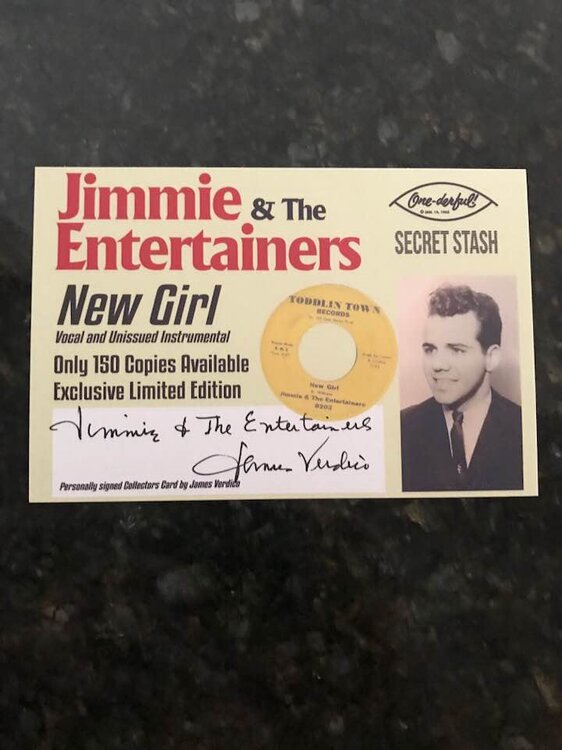 Jimmie & The
Entertainers
One-derful!
SECRET STASH
New Girl
Vocal and Unissued Instrumental
Only 150 Copies Available
Exclusive Limited Edition
TODDLIN TOWN
RECORDS
New Girl
Jimmie & The Entertainers
Jimmie & The Entertainers
James Verdico
Personally signed Collectors Card by James Verdico